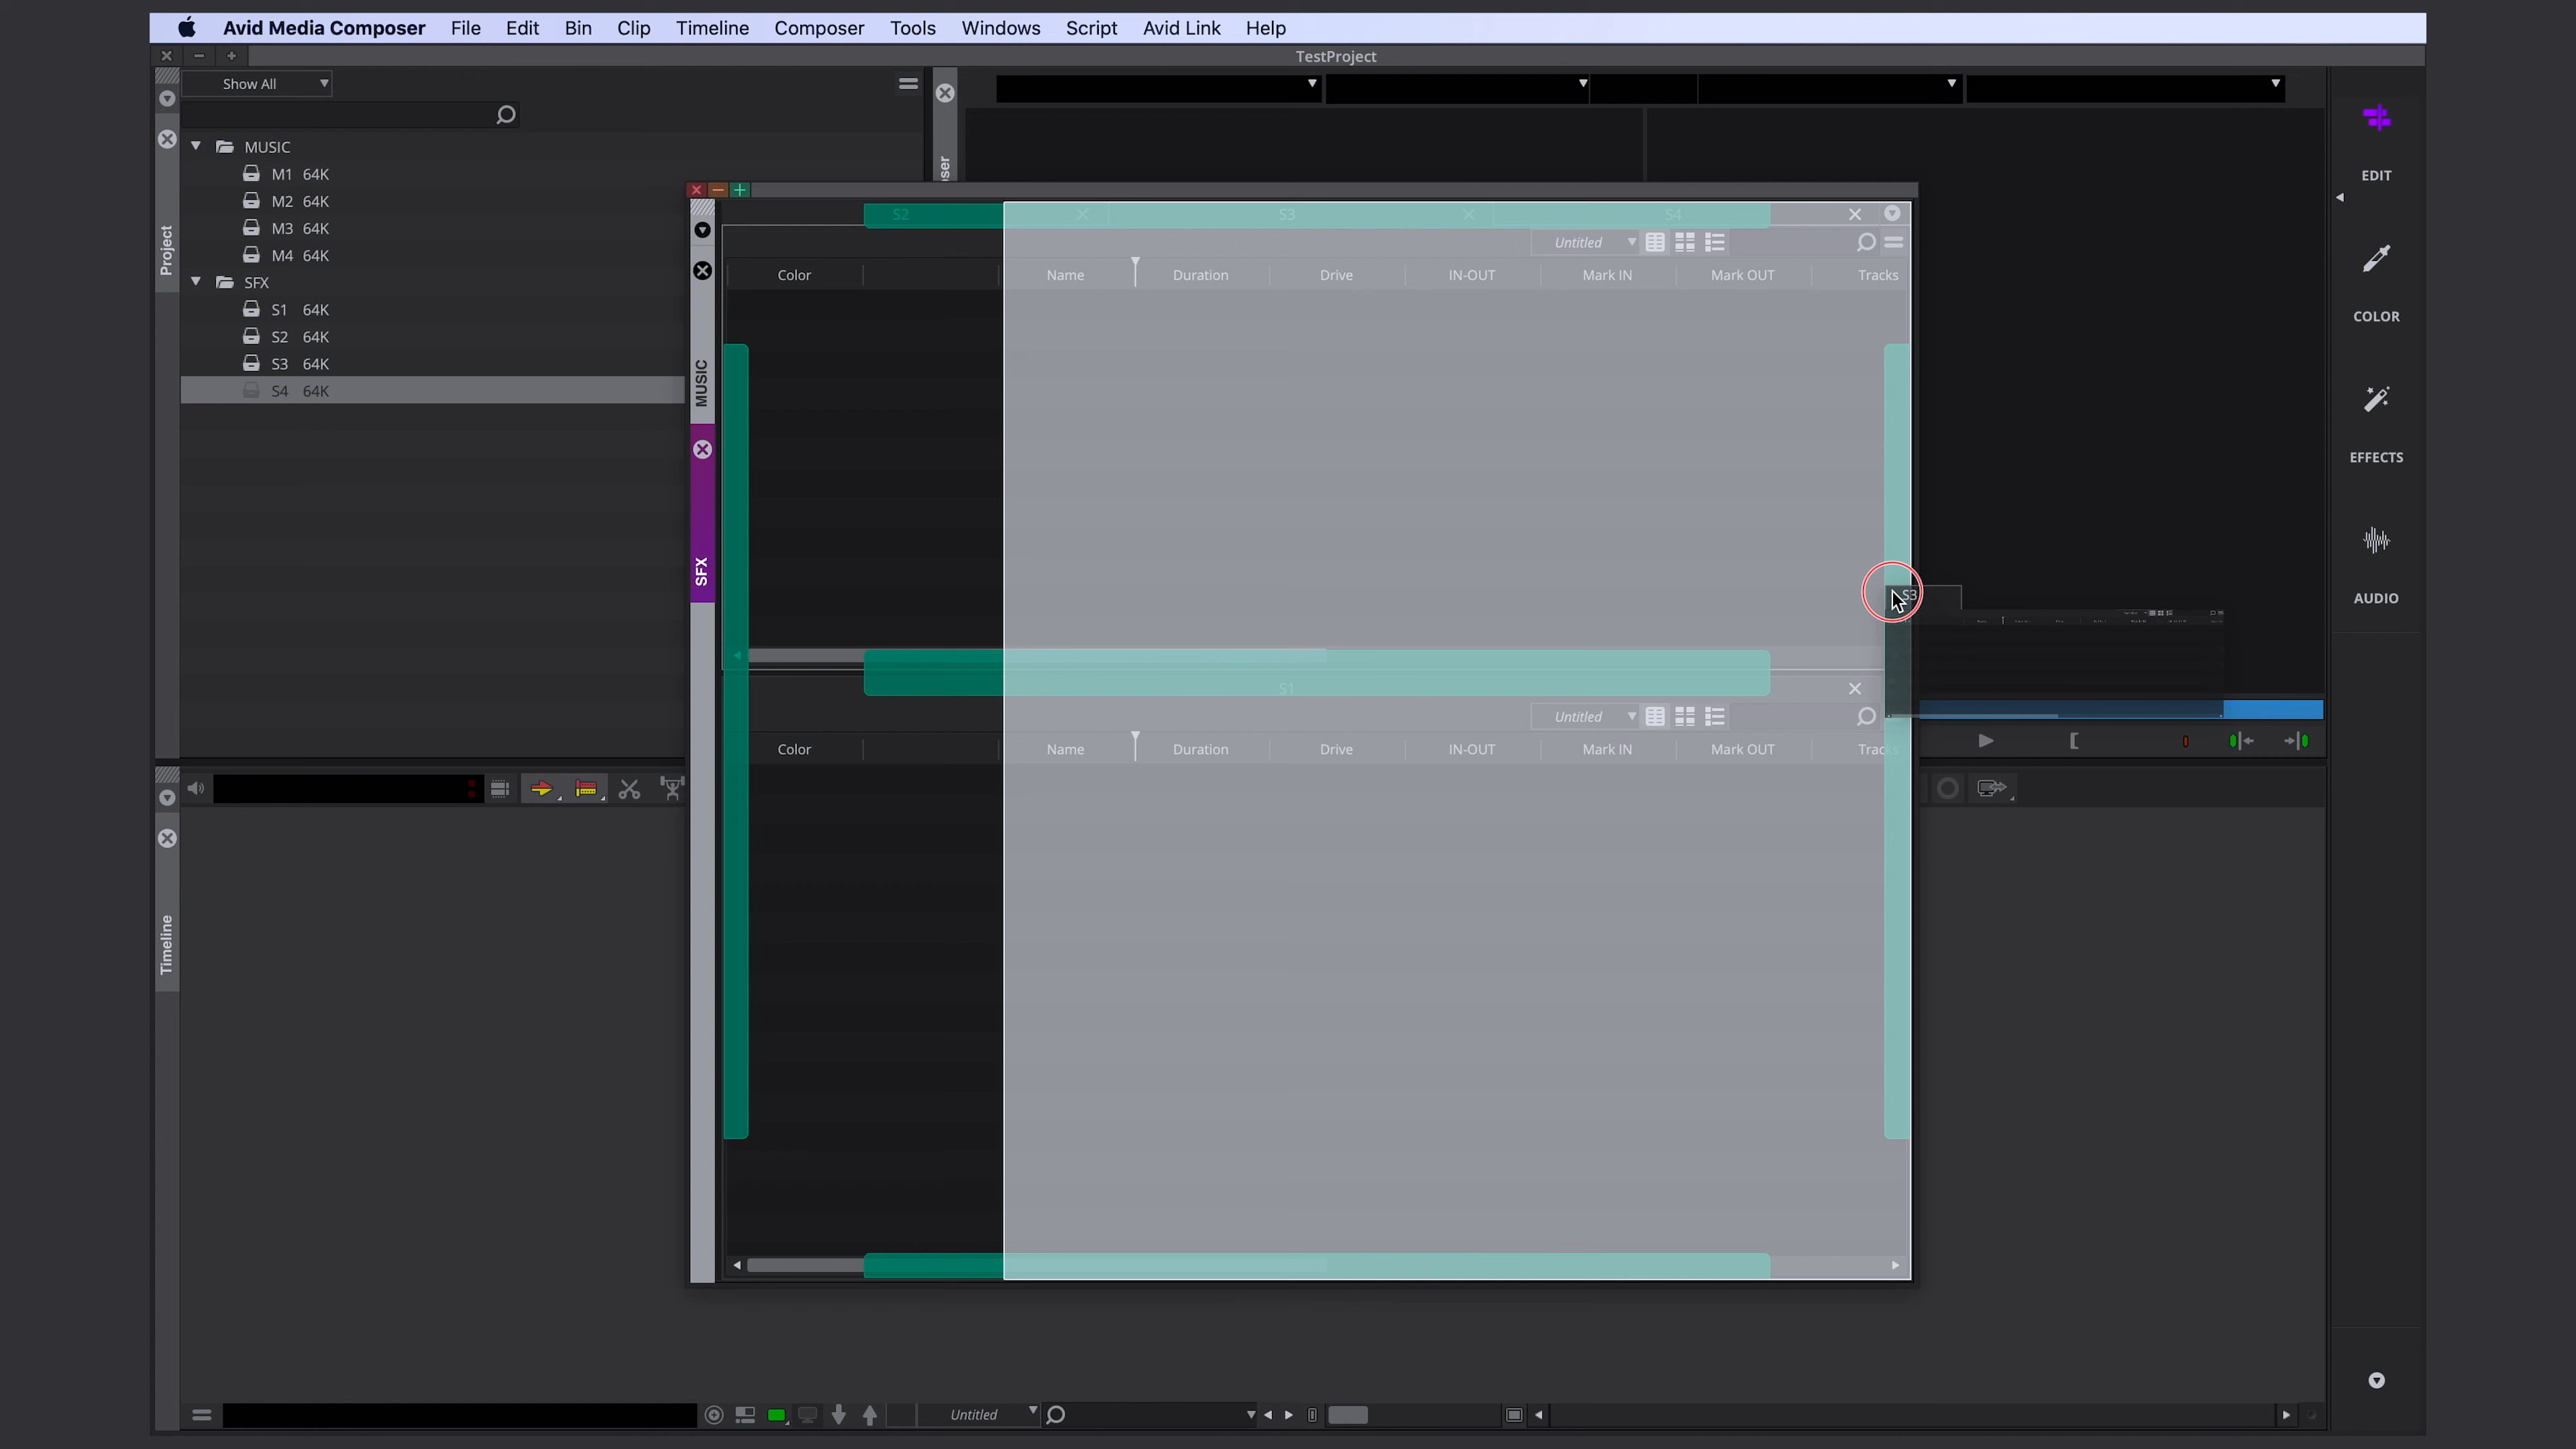 Avid Media Composer File Edit Bin Clip Timeline Composer Tools Windows Script Avid Link Help
TestProject
Show All
MUSIC
M1 64K
M2 64K
M3 64K
M4 64K
SFX
S1 64K
S2 64K
S3 64K
S4 64K
Project
ser
S2 S3 S4
Untitled
Color Name Duration Drive IN-OUT Mark IN Mark OUT Tracks
MUSIC
SFX
S3
S1
Untitled
Color Name Duration Drive IN-OUT Mark IN Mark OUT Tracks
EDIT
COLOR
EFFECTS
AUDIO
Timeline
Untitled